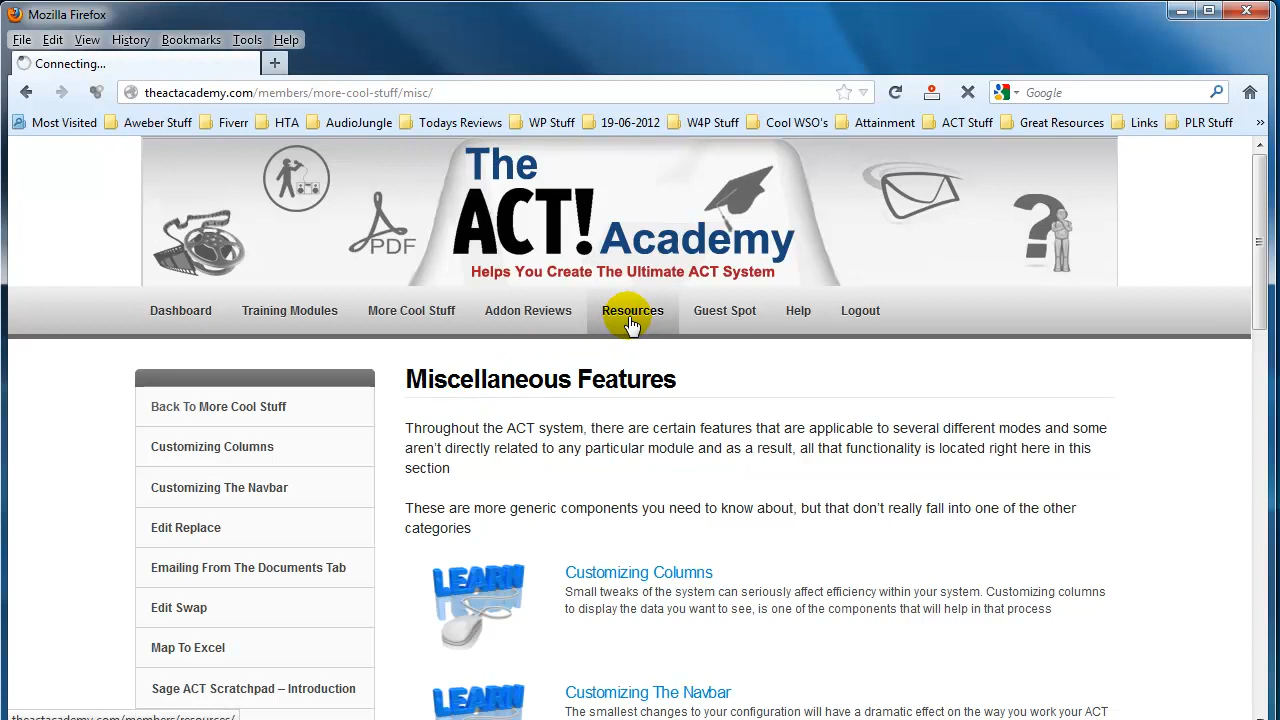 Mozilla Firefox
File Edit View History Bookmarks Tools Help
Connecting... +
theactacademy.com/members/more-cool-stuff/misc/ Google
Most Visited Aweber Stuff Fiverr HTA AudioJungle Todays Reviews WP Stuff 19-06-2012 W4P Stuff Cool WSO's Attainment ACT Stuff Great Resources Links PLR Stuff »
The
ACT! Academy
Helps You Create The Ultimate ACT System
PDF
?
Dashboard Training Modules More Cool Stuff Addon Reviews Resources Guest Spot Help Logout
Back To More Cool Stuff
Customizing Columns
Customizing The Navbar
Edit Replace
Emailing From The Documents Tab
Edit Swap
Map To Excel
Sage ACT Scratchpad – Introduction
Miscellaneous Features
Throughout the ACT system, there are certain features that are applicable to several different modes and some
aren't directly related to any particular module and as a result, all that functionality is located right here in this
section
These are more generic components you need to know about, but that don't really fall into one of the other
categories
LEARN
Customizing Columns
Small tweaks of the system can seriously affect efficiency within your system. Customizing columns
to display the data you want to see, is one of the components that will help in that process
LEARN
Customizing The Navbar
The smallest changes to your configuration will have a dramatic effect on the way you work your ACT
theactacademy.com/members/resources/